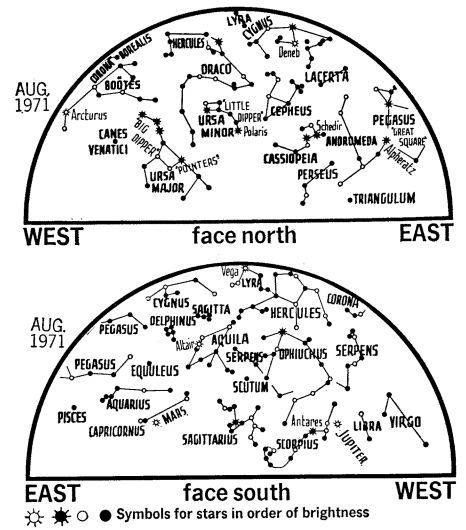 LYRA
CYGNUS
HERCULES
Deneb
CORONA BOREALIS
DRACO
LACERTA
BOÖTES
AUG.
1971
Arcturus
"LITTLE
DIPPER"
CEPHEUS
PEGASUS
URSA
MINOR
Polaris
"BIG
DIPPER"
Schedir
"GREAT
SQUARE"
CANES
VENATICI
ANDROMEDA
Alpheratz
CASSIOPEIA
"POINTERS"
URSA
MAJOR
PERSEUS
TRIANGULUM
WEST face north EAST
Vega
LYRA
CYGNUS
CORONA
SAGITTA
HERCULES
AUG.
1971
PEGASUS
DELPHINUS
Altair
AQUILA
SERPENS
OPHIUCHUS
SERPENS
PEGASUS
EQUULEUS
SCUTUM
AQUARIUS
PISCES
MARS
CAPRICORNUS
Antares
LIBRA
VIRGO
SAGITTARIUS
SCORPIUS
JUPITER
EAST face south WEST
Symbols for stars in order of brightness